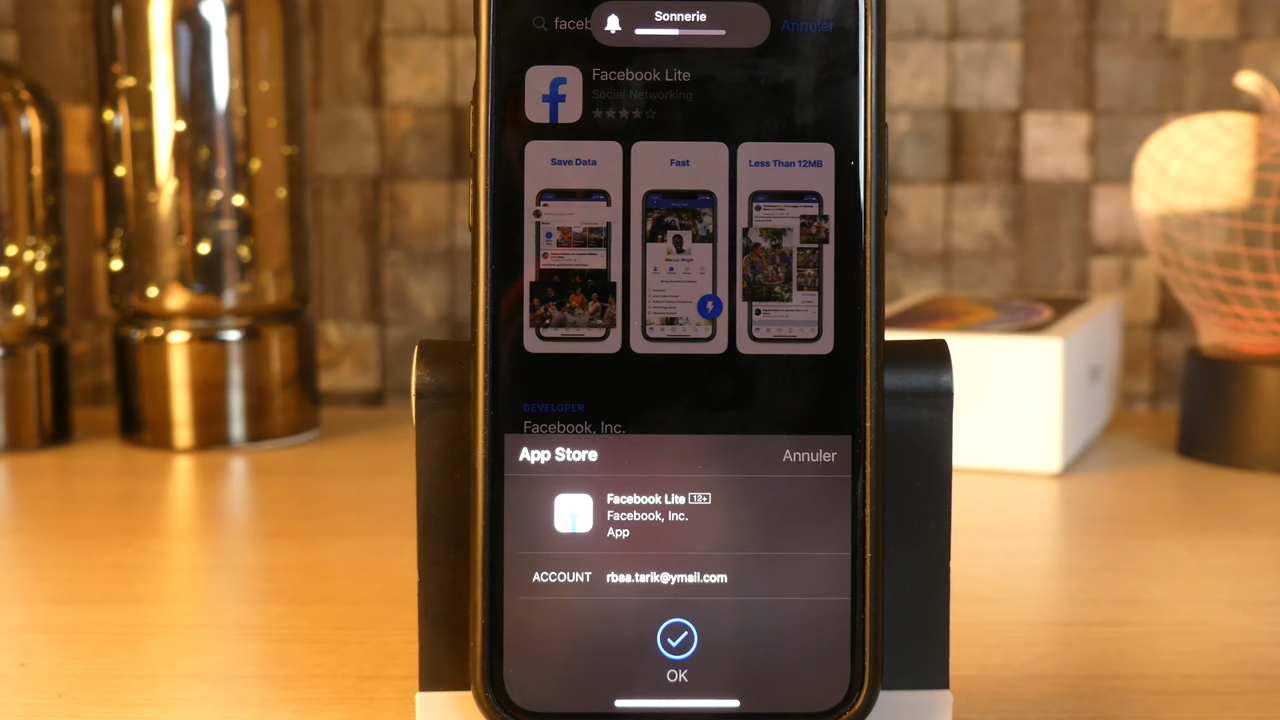 Sonnerie
faceb
Annuler
Facebook Lite
Social Networking
Save Data
Fast
Less Than 12MB
DEVELOPER
Facebook, Inc.
App Store
Annuler
Facebook Lite 12+
Facebook, Inc.
App
ACCOUNT rbaa.tarik@ymail.com
OK